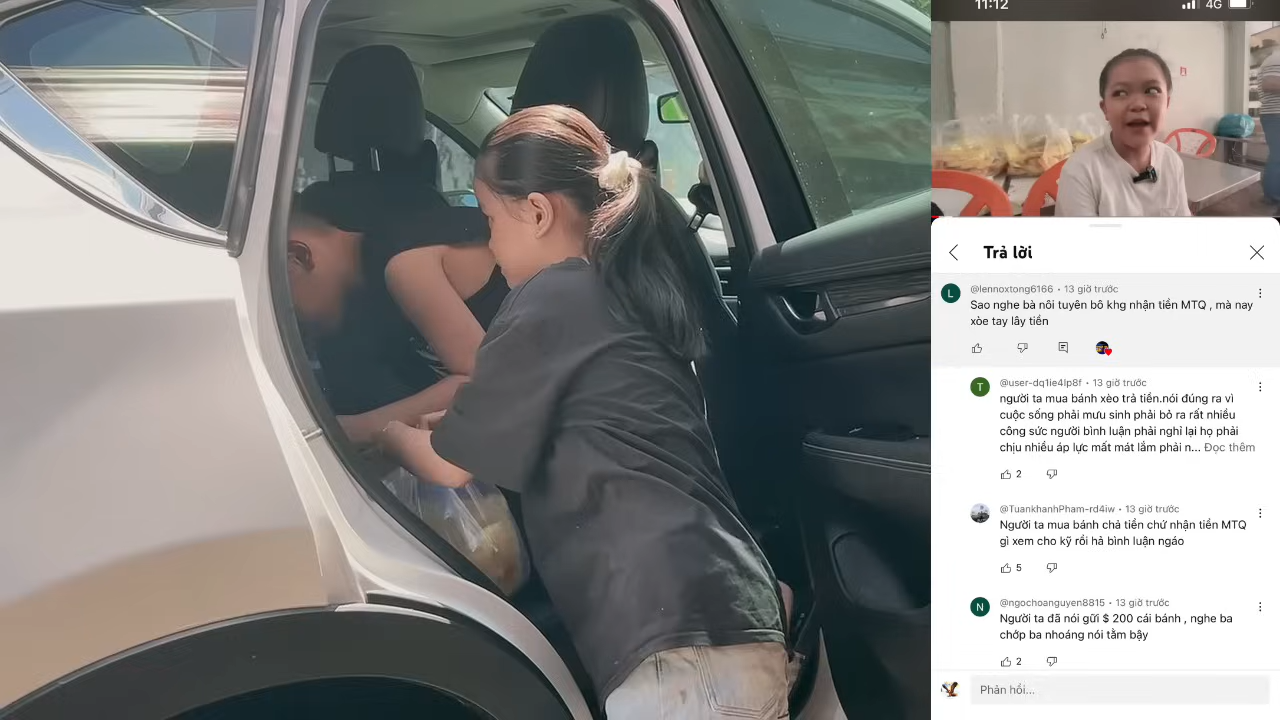 11:12
4G
Trả lời
@lennoxtong6166 • 13 giờ trước
Sao nghe bà nôi tuyên bô khg nhận tiền MTQ , mà nay
xòe tay lây tiền
@user-dq1ie4lp8f • 13 giờ trước
người ta mua bánh xèo trả tiền.nói đúng ra vì
cuộc sống phải mưu sinh phải bỏ ra rất nhiều
công sức người bình luận phải nghỉ lại họ phải
chịu nhiều áp lực mất mát lắm phải n... Đọc thêm
2
@TuankhanhPham-rd4iw • 13 giờ trước
Người ta mua bánh chả tiền chứ nhận tiền MTQ
gì xem cho kỹ rồi hả bình luận ngáo
5
@ngochoanguyen8815 • 13 giờ trước
Người ta đã nói gửi $ 200 cái bánh , nghe ba
chớp ba nhoáng nói tầm bậy
2
Phản hồi...